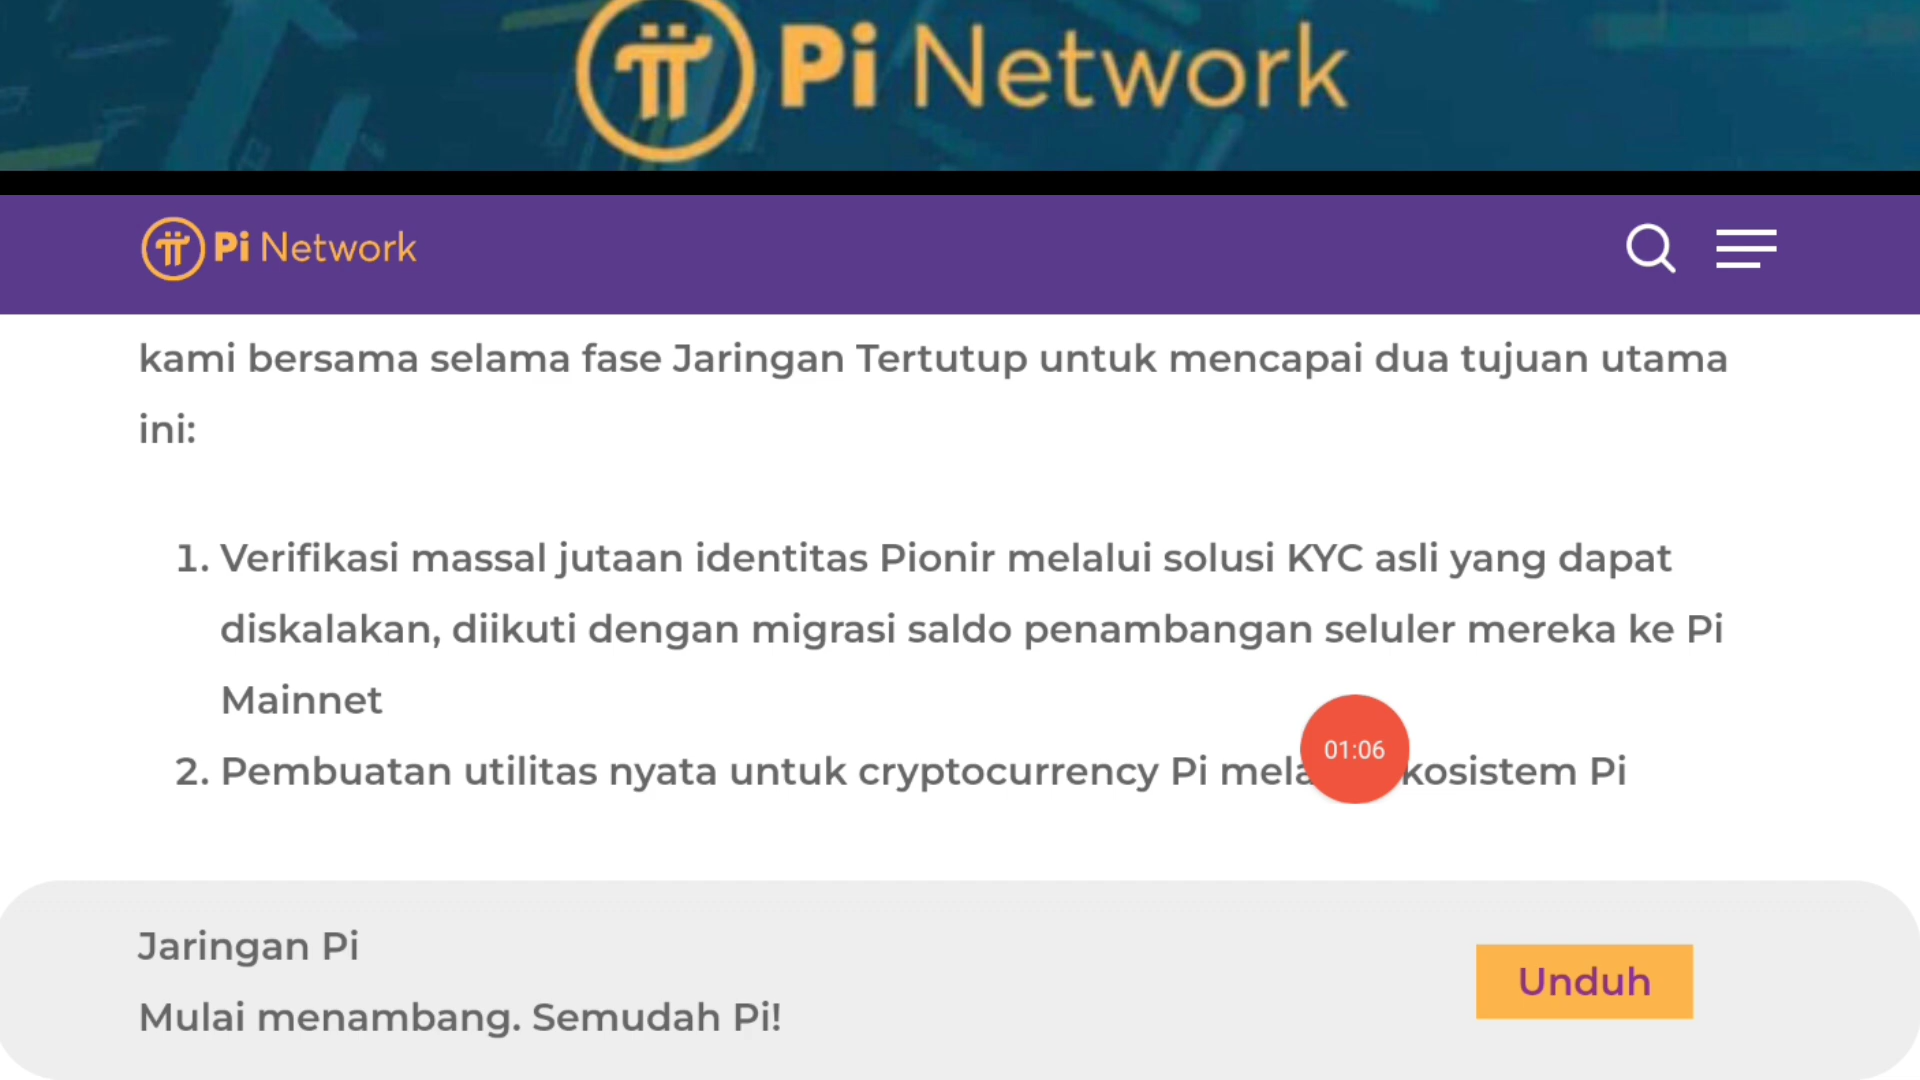 Pi Network
Pi Network
kami bersama selama fase Jaringan Tertutup untuk mencapai dua tujuan utama
ini:
1. Verifikasi massal jutaan identitas Pionir melalui solusi KYC asli yang dapat
diskalakan, diikuti dengan migrasi saldo penambangan seluler mereka ke Pi
Mainnet
01:06
2. Pembuatan utilitas nyata untuk cryptocurrency Pi
Jaringan Pi
Unduh
Mulai menambang. Semudah Pi!